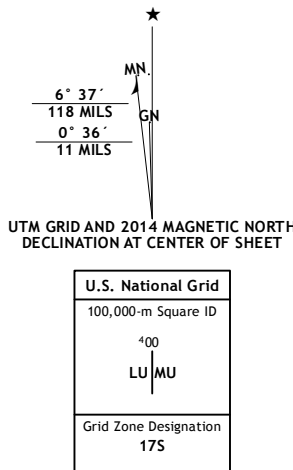 MN.
6° 37´
118 MILS
GN
0° 36´
11 MILS
UTM GRID AND 2014 MAGNETIC NORTH
DECLINATION AT CENTER OF SHEET
U.S. National Grid
100,000-m Square ID
⁴00
LU MU
Grid Zone Designation
17S